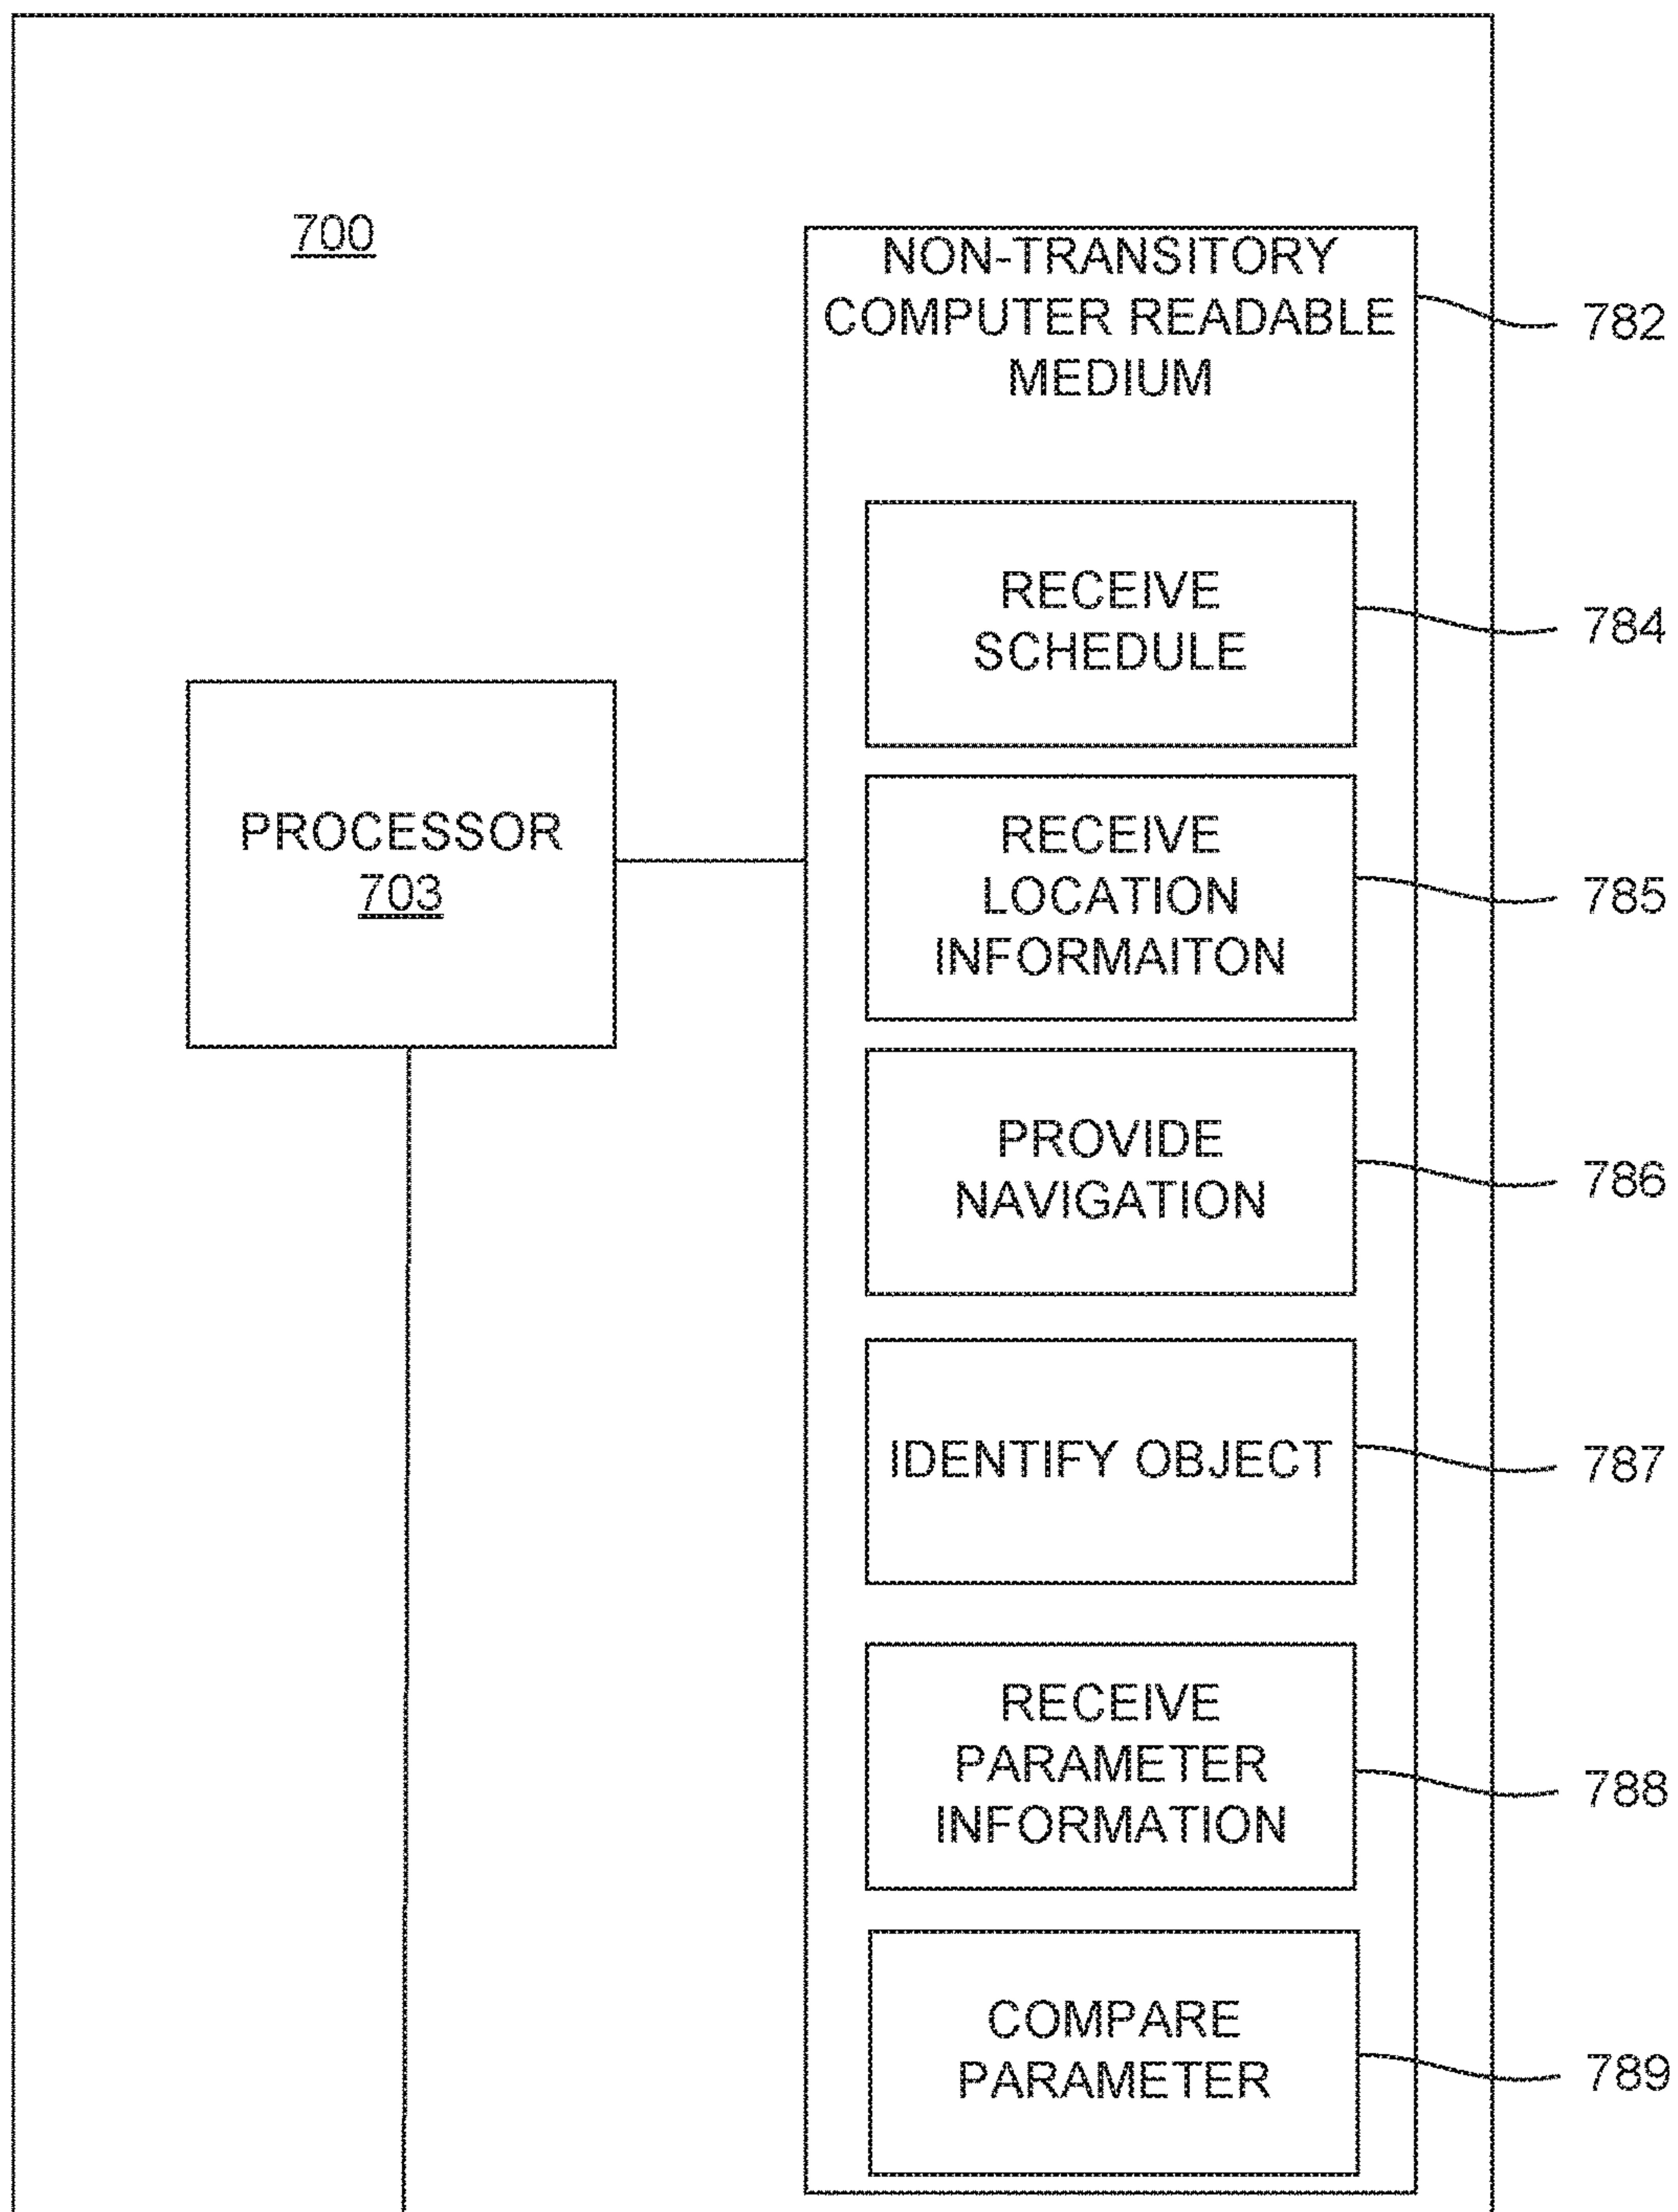 700
NON-TRANSITORY
COMPUTER READABLE
MEDIUM
782
RECEIVE
SCHEDULE
784
PROCESSOR
703
RECEIVE
LOCATION
INFORMAITON
785
PROVIDE
NAVIGATION
786
IDENTIFY OBJECT
787
RECEIVE
PARAMETER
INFORMATION
788
COMPARE
PARAMETER
789